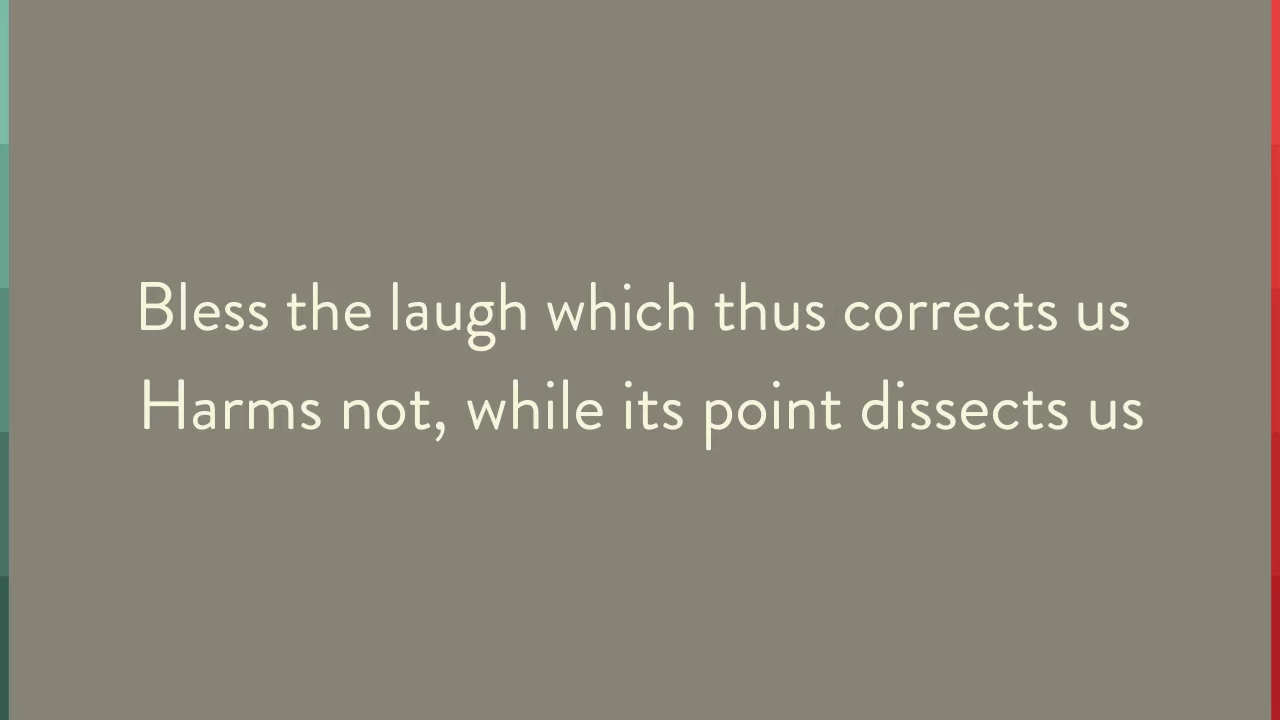 Bless the laugh which thus corrects us
Harms not, while its point dissects us